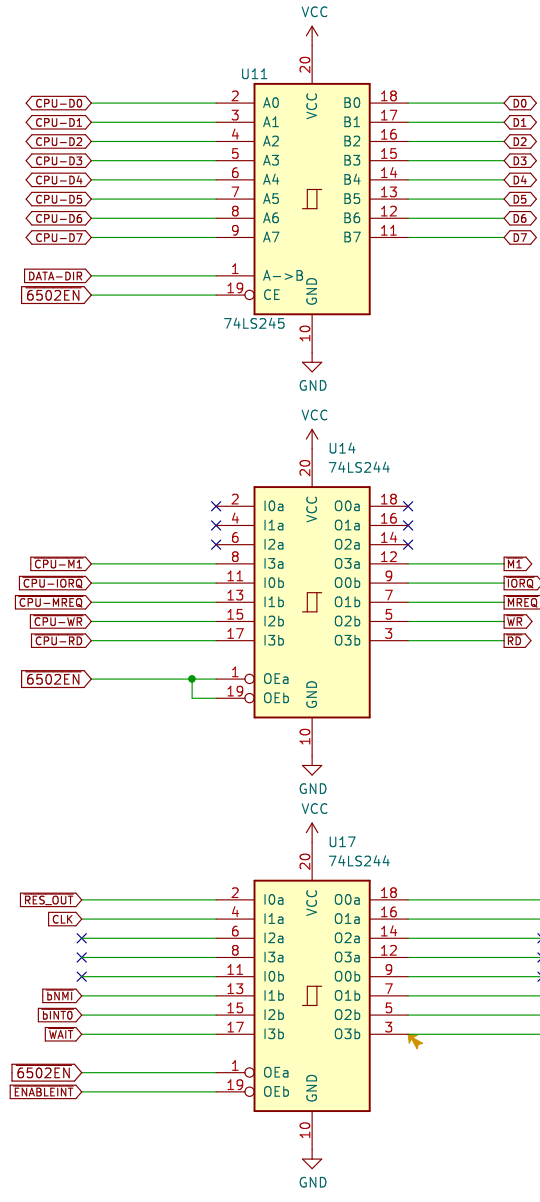 VCC
20
U11
CPU-D0 2 A0 VCC B0 18 D0
CPU-D1 3 A1 B1 17 D1
CPU-D2 4 A2 B2 16 D2
CPU-D3 5 A3 B3 15 D3
CPU-D4 6 A4 B4 14 D4
CPU-D5 7 A5 B5 13 D5
CPU-D6 8 A6 B6 12 D6
CPU-D7 9 A7 B7 11 D7
DATA-DIR 1 A->B
6502EN 19 CE GND
74LS245
10
GND
VCC
20
U14
74LS244
2 I0a VCC O0a 18
4 I1a O1a 16
6 I2a O2a 14
CPU-M1 8 I3a O3a 12 M1
CPU-IORQ 11 I0b O0b 9 IORQ
CPU-MREQ 13 I1b O1b 7 MREQ
CPU-WR 15 I2b O2b 5 WR
CPU-RD 17 I3b O3b 3 RD
6502EN 1 OEa
19 OEb GND
10
GND
VCC
20
U17
74LS244
RES_OUT 2 I0a VCC O0a 18
CLK 4 I1a O1a 16
6 I2a O2a 14
8 I3a O3a 12
11 I0b O0b 9
bNMI 13 I1b O1b 7
bINT0 15 I2b O2b 5
WAIT 17 I3b O3b 3
6502EN 1 OEa
ENABLEINT 19 OEb GND
10
GND